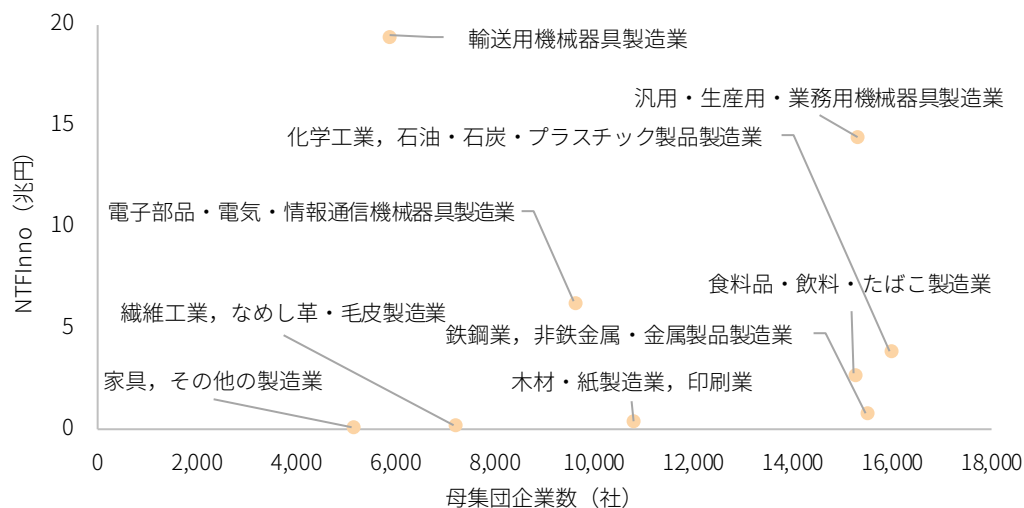 20
輸送用機械器具製造業
汎用・生産用・業務用機械器具製造業
15
化学工業，石油・石炭・プラスチック製品製造業
電子部品・電気・情報通信機械器具製造業
10
NTFInno（兆円）
食料品・飲料・たばこ製造業
繊維工業，なめし革・毛皮製造業
鉄鋼業，非鉄金属・金属製品製造業
5
家具，その他の製造業
木材・紙製造業，印刷業
0
0 2,000 4,000 6,000 8,000 10,000 12,000 14,000 16,000 18,000
母集団企業数（社）